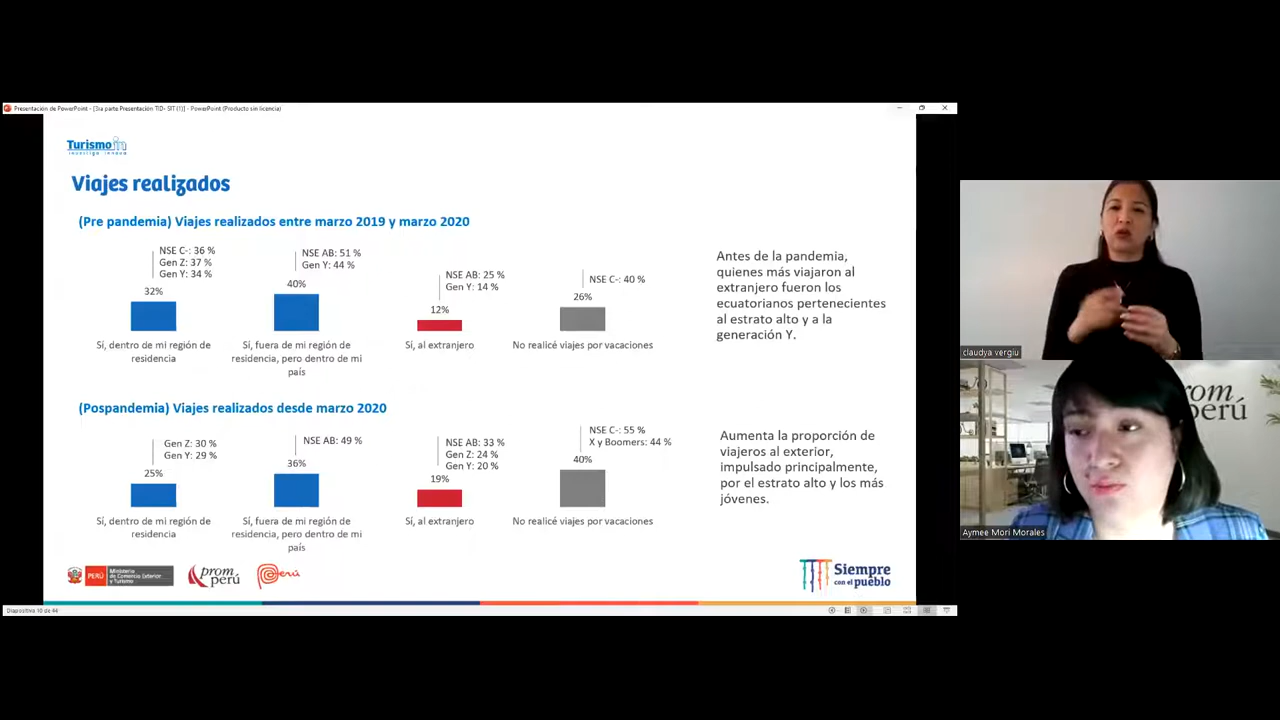 Presentación de PowerPoint - [3ra parte Presentación TID- SIT (1)] - PowerPoint (Producto sin licencia)
Turismo in
Investiga Innova
Viajes realizados
(Pre pandemia) Viajes realizados entre marzo 2019 y marzo 2020
NSE C-: 36 %
Gen Z: 37 %
Gen Y: 34 %
32%
Sí, dentro de mi región de
residencia
NSE AB: 51 %
Gen Y: 44 %
40%
Sí, fuera de mi región de
residencia, pero dentro de mi
país
NSE AB: 25 %
Gen Y: 14 %
12%
Sí, al extranjero
NSE C-: 40 %
26%
No realicé viajes por vacaciones
Antes de la pandemia,
quienes más viajaron al
extranjero fueron los
ecuatorianos pertenecientes
al estrato alto y a la
generación Y.
(Pospandemia) Viajes realizados desde marzo 2020
Gen Z: 30 %
Gen Y: 29 %
25%
Sí, dentro de mi región de
residencia
NSE AB: 49 %
36%
Sí, fuera de mi región de
residencia, pero dentro de mi
país
NSE AB: 33 %
Gen Z: 24 %
Gen Y: 20 %
19%
Sí, al extranjero
NSE C-: 55 %
X y Boomers: 44 %
40%
No realicé viajes por vacaciones
Aumenta la proporción de
viajeros al exterior,
impulsado principalmente,
por el estrato alto y los más
jóvenes.
PERÚ
Ministerio
de Comercio Exterior
y Turismo
prom
perú
Perú
Siempre
con el pueblo
Diapositiva 10 de 44
claudya vergiu
prom
perú
Aymee Mori Morales